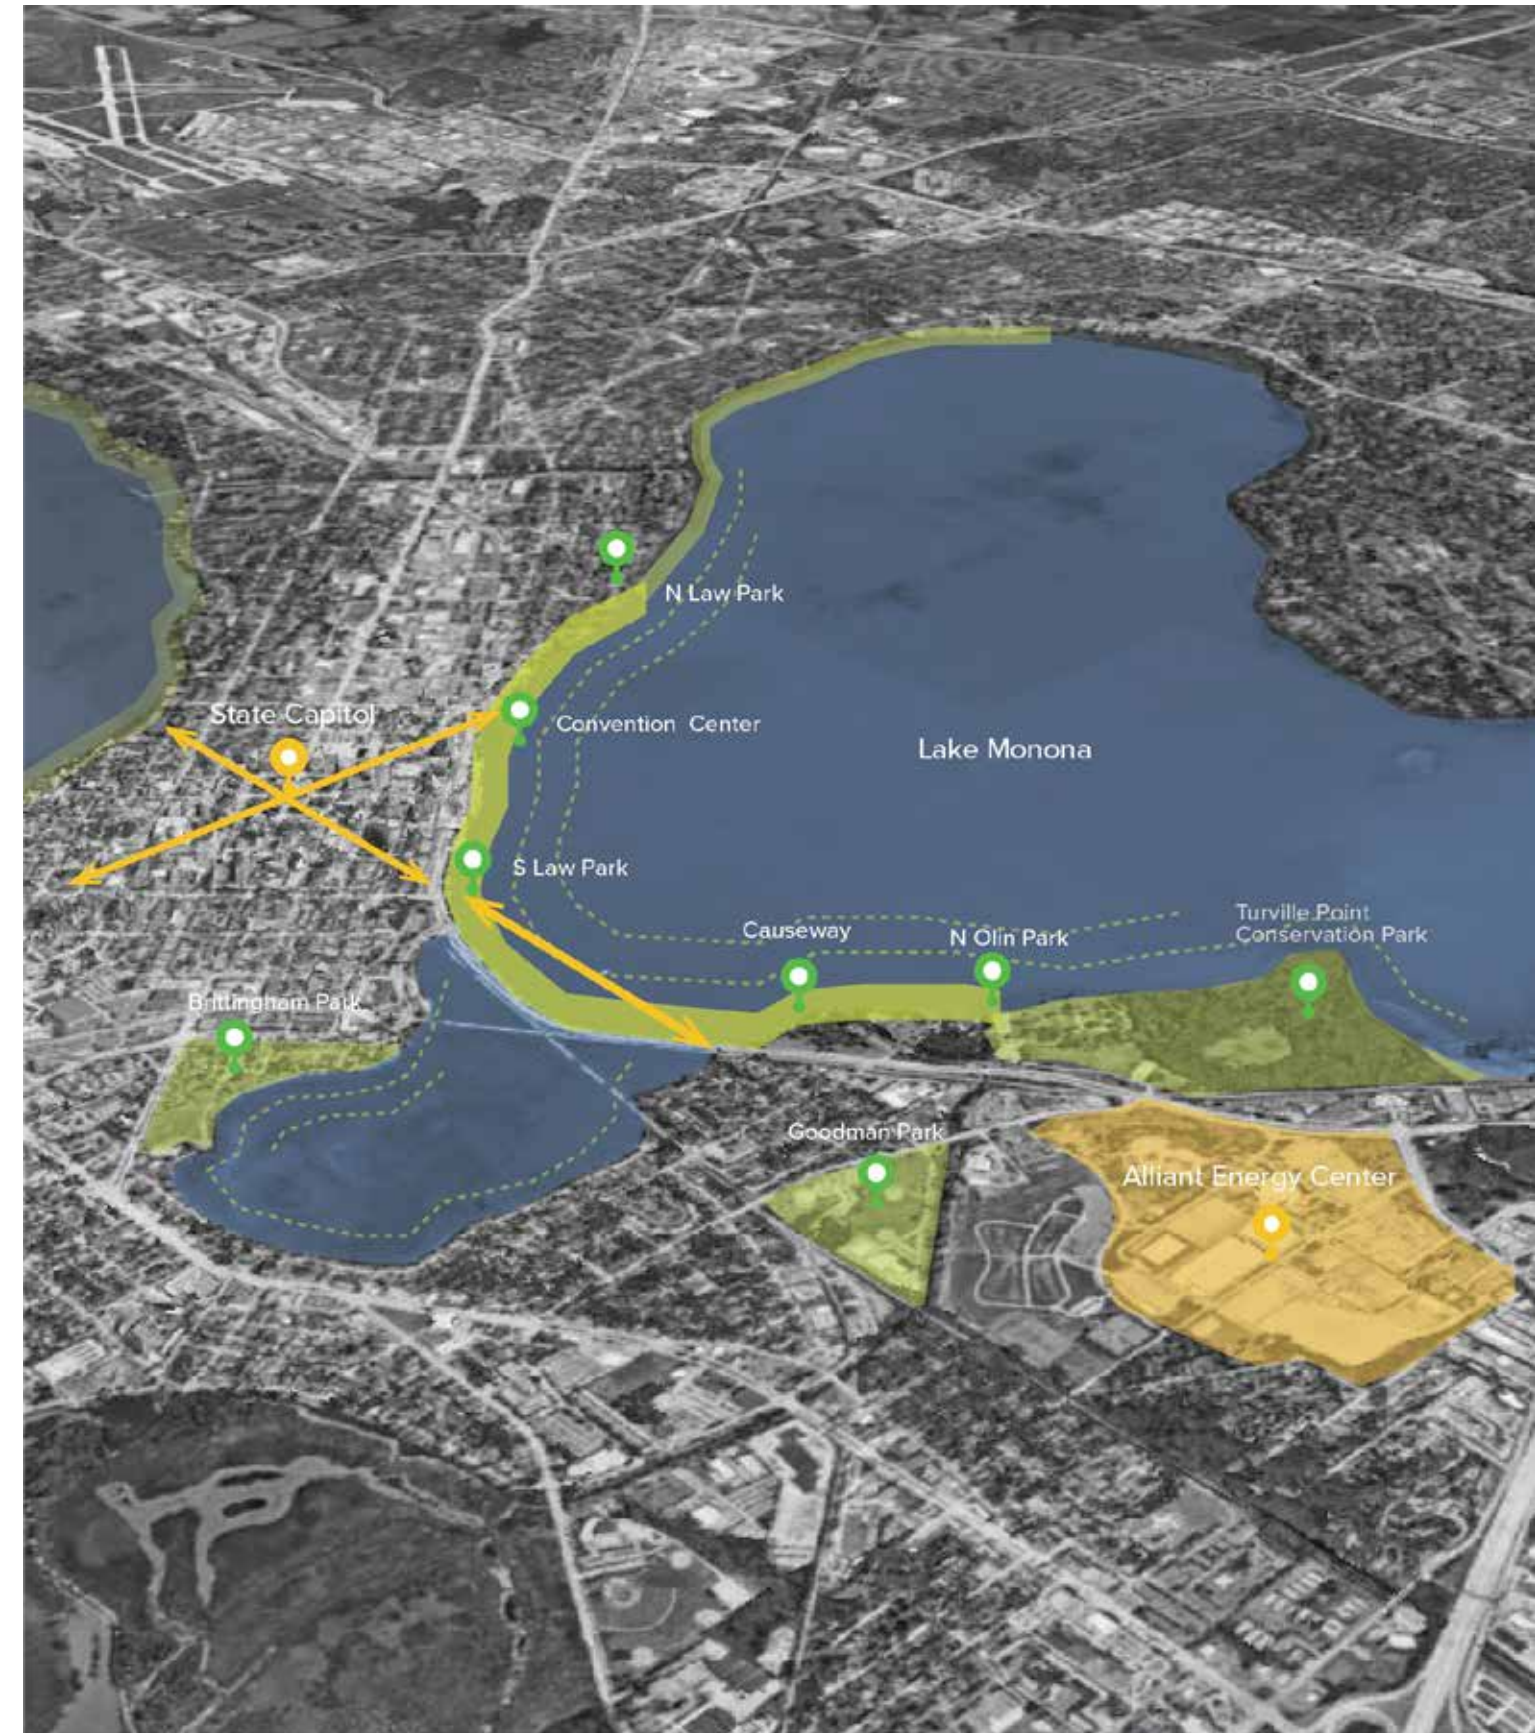 N Law Park
State Capitol
Convention Center
Lake Monona
S Law Park
Turville Point
Conservation Park
Causeway
N Olin Park
Brittingham Park
Goodman Park
Alliant Energy Center